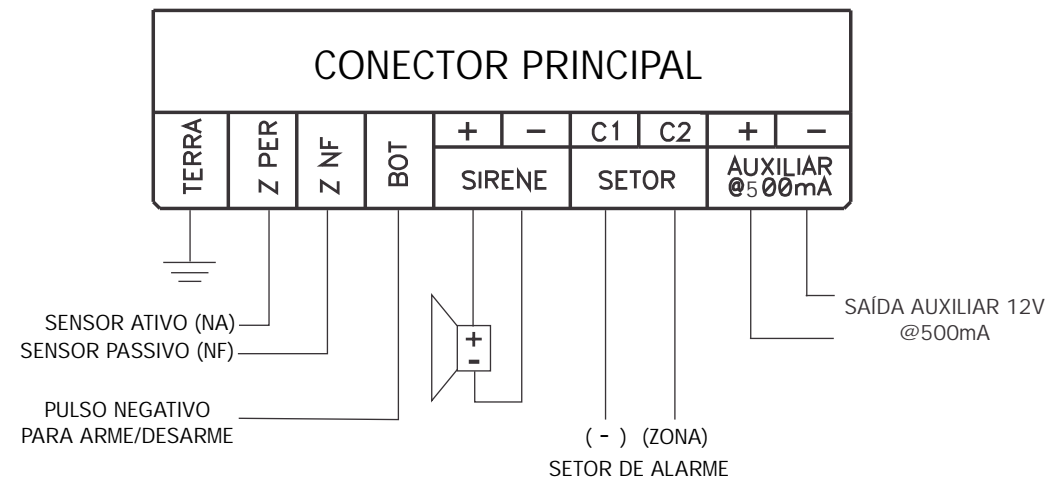 CONECTOR PRINCIPAL
TERRA
Z PER
Z NF
BOT
+ −
SIRENE
C1 C2
SETOR
+ −
AUXILIAR
@500mA
SENSOR ATIVO (NA)
SENSOR PASSIVO (NF)
PULSO NEGATIVO
PARA ARME/DESARME
+
-
( - ) (ZONA)
SETOR DE ALARME
SAÍDA AUXILIAR 12V
@500mA